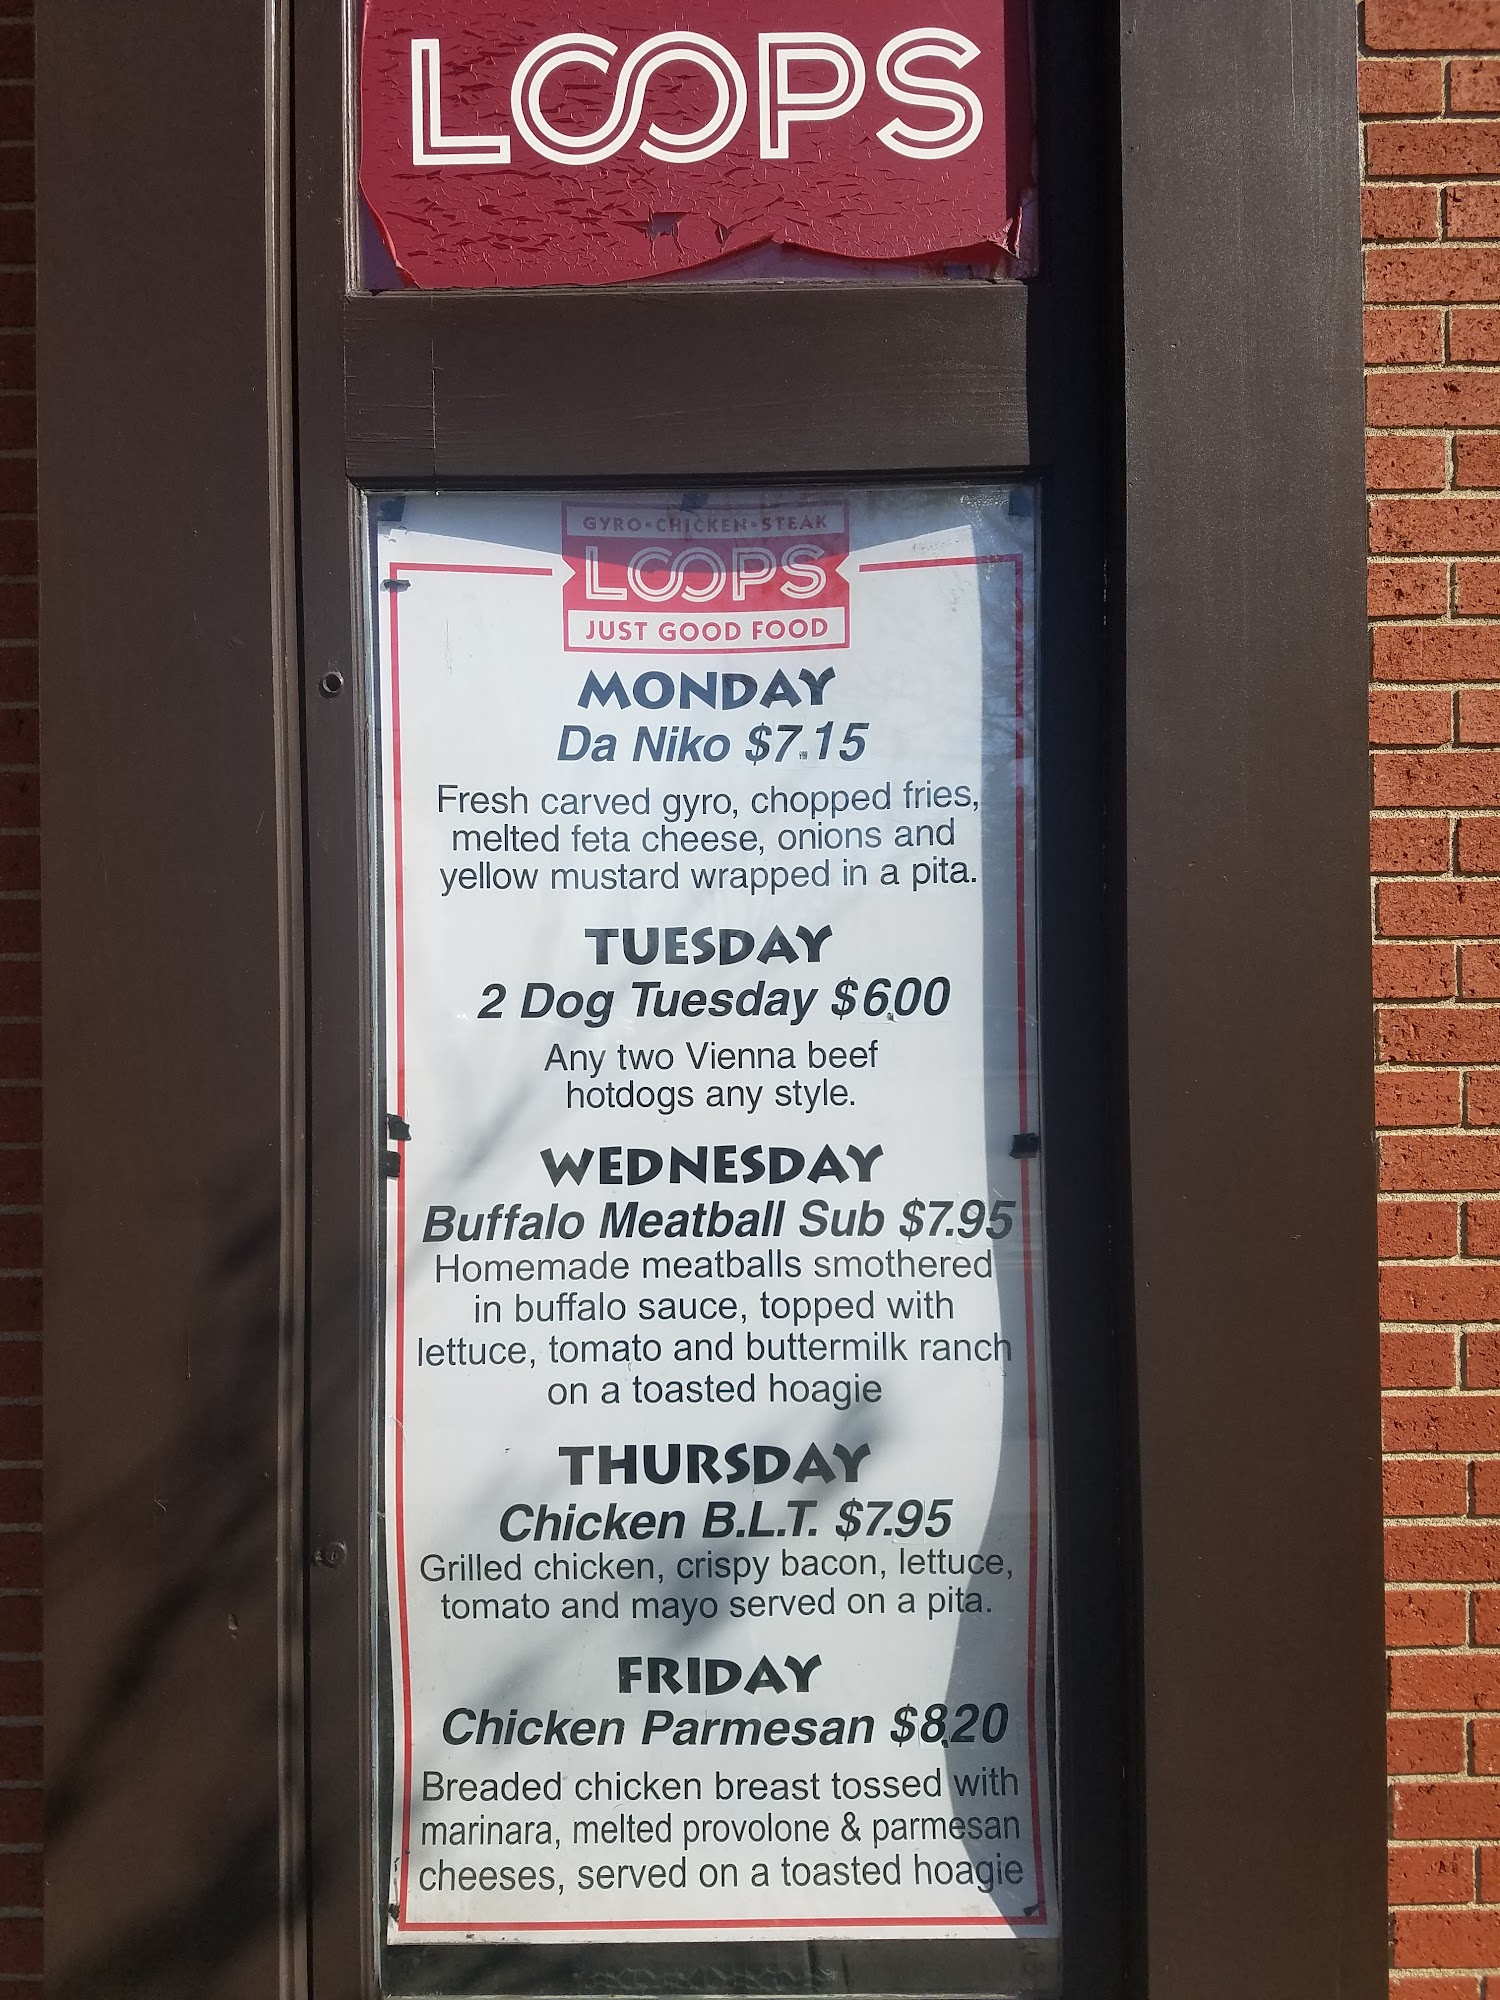 LOOPS
GYRO • CHICKEN • STEAK
LOOPS
JUST GOOD FOOD
MONDAY
Da Niko $7.15
Fresh carved gyro, chopped fries,
melted feta cheese, onions and
yellow mustard wrapped in a pita.
TUESDAY
2 Dog Tuesday $6.00
Any two Vienna beef
hotdogs any style.
WEDNESDAY
Buffalo Meatball Sub $7.95
Homemade meatballs smothered
in buffalo sauce, topped with
lettuce, tomato and buttermilk ranch
on a toasted hoagie
THURSDAY
Chicken B.L.T. $7.95
Grilled chicken, crispy bacon, lettuce,
tomato and mayo served on a pita.
FRIDAY
Chicken Parmesan $8.20
Breaded chicken breast tossed with
marinara, melted provolone & parmesan
cheeses, served on a toasted hoagie